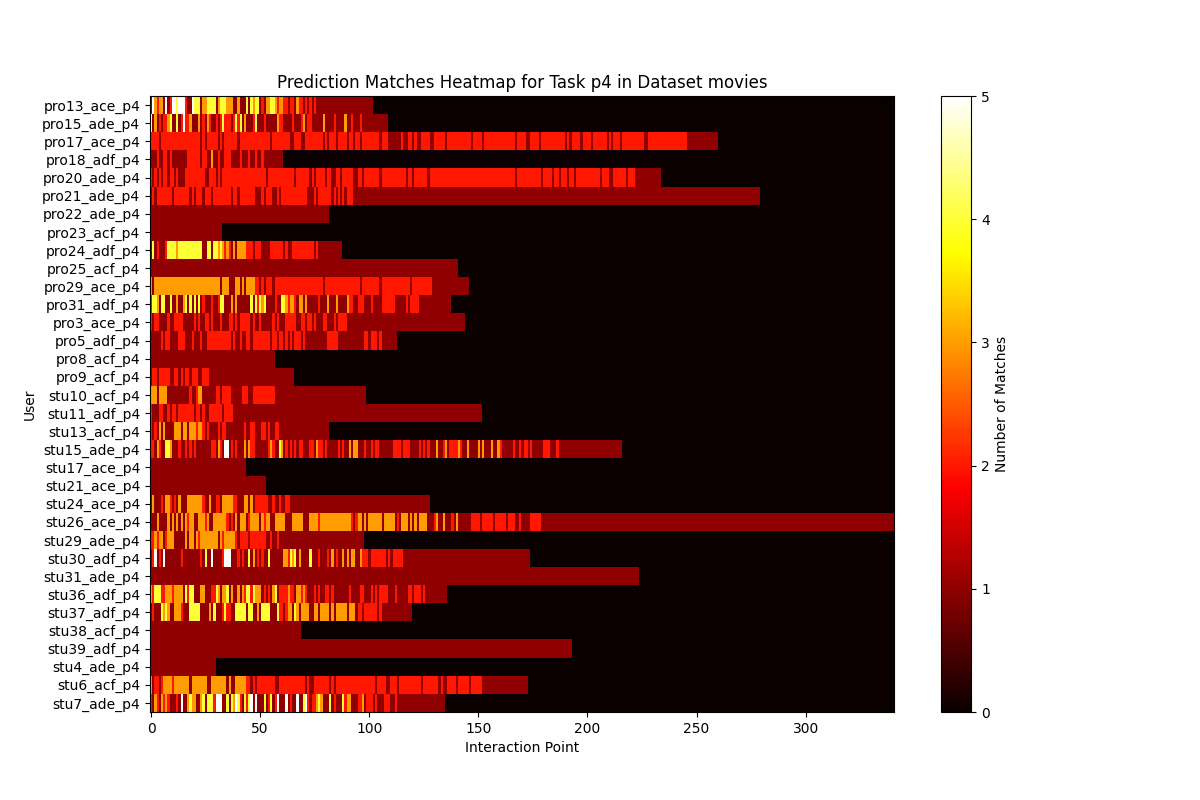 Prediction Matches Heatmap for Task p4 in Dataset movies
pro13_ace_p4
pro15_ade_p4
pro17_ace_p4
pro18_adf_p4
pro20_ade_p4
pro21_ade_p4
pro22_ade_p4
pro23_acf_p4
pro24_adf_p4
pro25_acf_p4
pro29_ace_p4
pro31_adf_p4
pro3_ace_p4
pro5_adf_p4
pro8_acf_p4
pro9_acf_p4
stu10_acf_p4
stu11_adf_p4
stu13_acf_p4
stu15_ade_p4
stu17_ace_p4
stu21_ace_p4
stu24_ace_p4
stu26_ace_p4
stu29_ade_p4
stu30_adf_p4
stu31_ade_p4
stu36_adf_p4
stu37_adf_p4
stu38_acf_p4
stu39_adf_p4
stu4_ade_p4
stu6_acf_p4
stu7_ade_p4
User
0 50 100 150 200 250 300
Interaction Point
5
4
3
2
1
0
Number of Matches